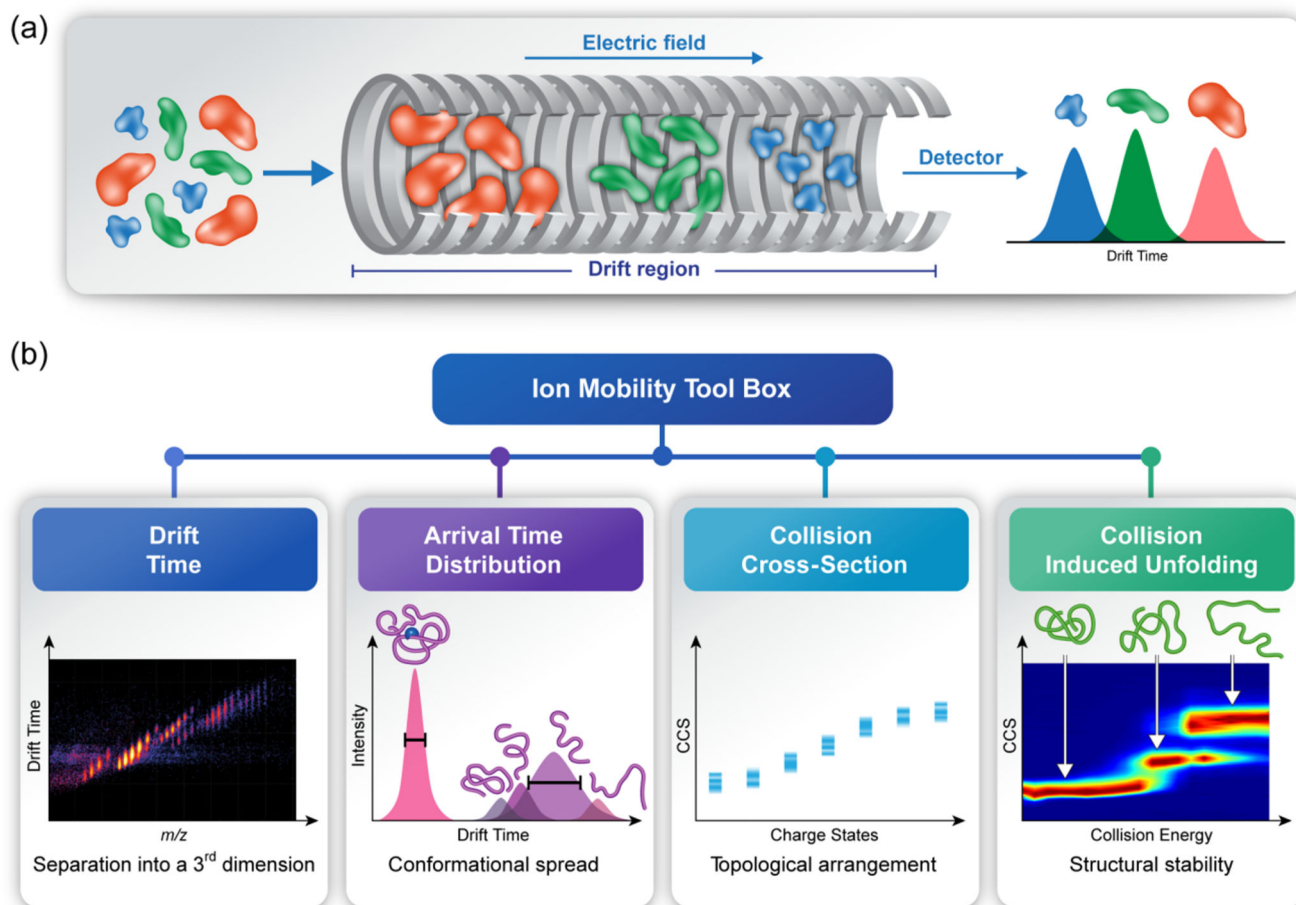 (a)
Electric field
Detector
Drift region
Drift Time
(b)
Ion Mobility Tool Box
Drift
Time
Arrival Time
Distribution
Collision
Cross-Section
Collision
Induced Unfolding
Drift Time
m/z
Separation into a 3rd dimension
Intensity
Drift Time
Conformational spread
CCS
Charge States
Topological arrangement
CCS
Collision Energy
Structural stability